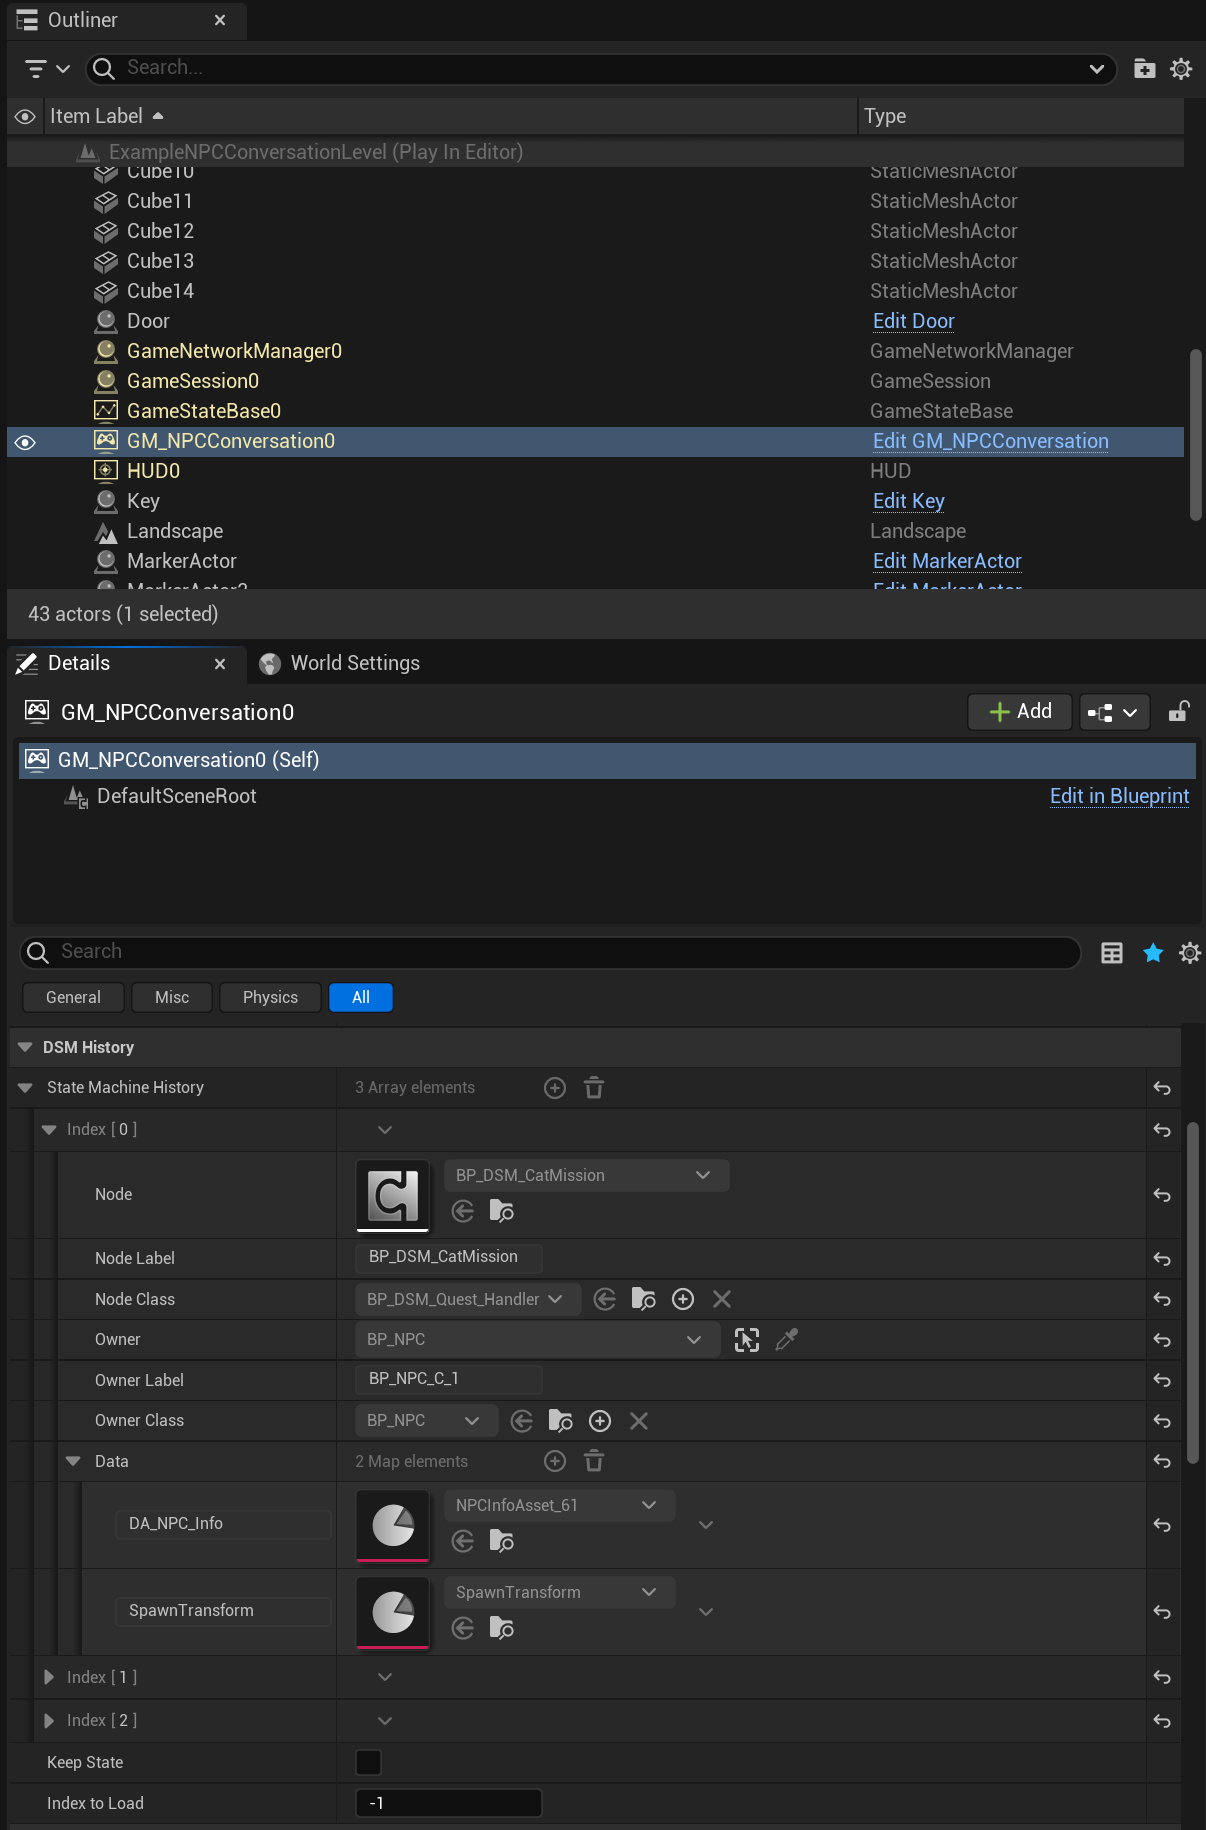 Outliner
Search...
Item Label Type
ExampleNPCConversationLevel (Play In Editor)
Cube10 StaticMeshActor
Cube11 StaticMeshActor
Cube12 StaticMeshActor
Cube13 StaticMeshActor
Cube14 StaticMeshActor
Door Edit Door
GameNetworkManager0 GameNetworkManager
GameSession0 GameSession
GameStateBase0 GameStateBase
GM_NPCConversation0 Edit GM_NPCConversation
HUD0 HUD
Key Edit Key
Landscape Landscape
MarkerActor Edit MarkerActor
MarkerActor2 Edit MarkerActor
43 actors (1 selected)
Details World Settings
GM_NPCConversation0 Add
GM_NPCConversation0 (Self)
DefaultSceneRoot Edit in Blueprint
Search
General Misc Physics All
DSM History
State Machine History 3 Array elements
Index [ 0 ]
Node BP_DSM_CatMission
Node Label BP_DSM_CatMission
Node Class BP_DSM_Quest_Handler
Owner BP_NPC
Owner Label BP_NPC_C_1
Owner Class BP_NPC
Data 2 Map elements
DA_NPC_Info NPCInfoAsset_61
SpawnTransform SpawnTransform
Index [ 1 ]
Index [ 2 ]
Keep State
Index to Load -1